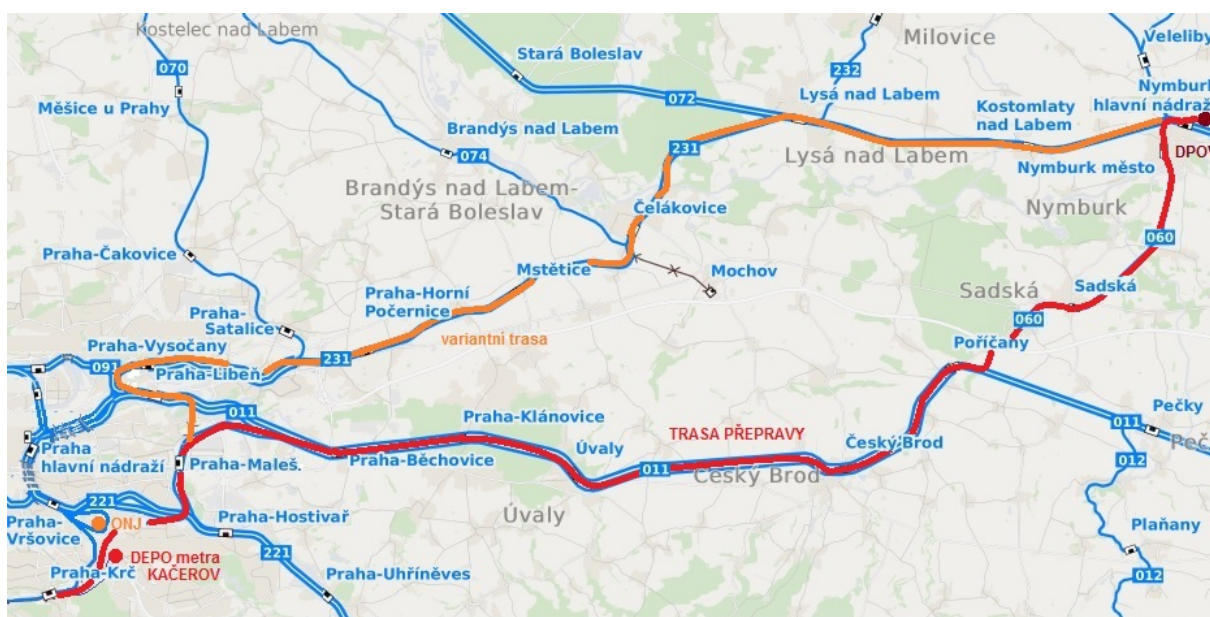 Kostelec nad Labem
070
Měšice u Prahy
Stará Boleslav
072
232
Milovice
Veleliby
Lysá nad Labem
Nymburk
hlavní nádraží
Kostomlaty
nad Labem
Brandýs nad Labem
074
231
Lysá nad Labem
DPOV
Nymburk město
Brandýs nad Labem-
Stará Boleslav
Čelákovice
Nymburk
060
Praha-Čakovice
Mstětice
Mochov
Sadská
Sadská
Praha-Horní
Počernice
Praha-
Satalice
variantní trasa
060
Poříčany
Praha-Vysočany
091
Praha-Libeň
231
011
Praha-Klánovice
011
Pečky
Praha
hlavní nádraží
Praha-Maleš.
Praha-Běchovice
Úvaly
TRASA PŘEPRAVY
011
Český Brod
Český Brod
012
221
Praha-
Vršovice
ONJ
Praha-Hostivař
Úvaly
Plaňany
DEPO metra
KAČEROV
221
Praha-Krč
Praha-Uhříněves
012